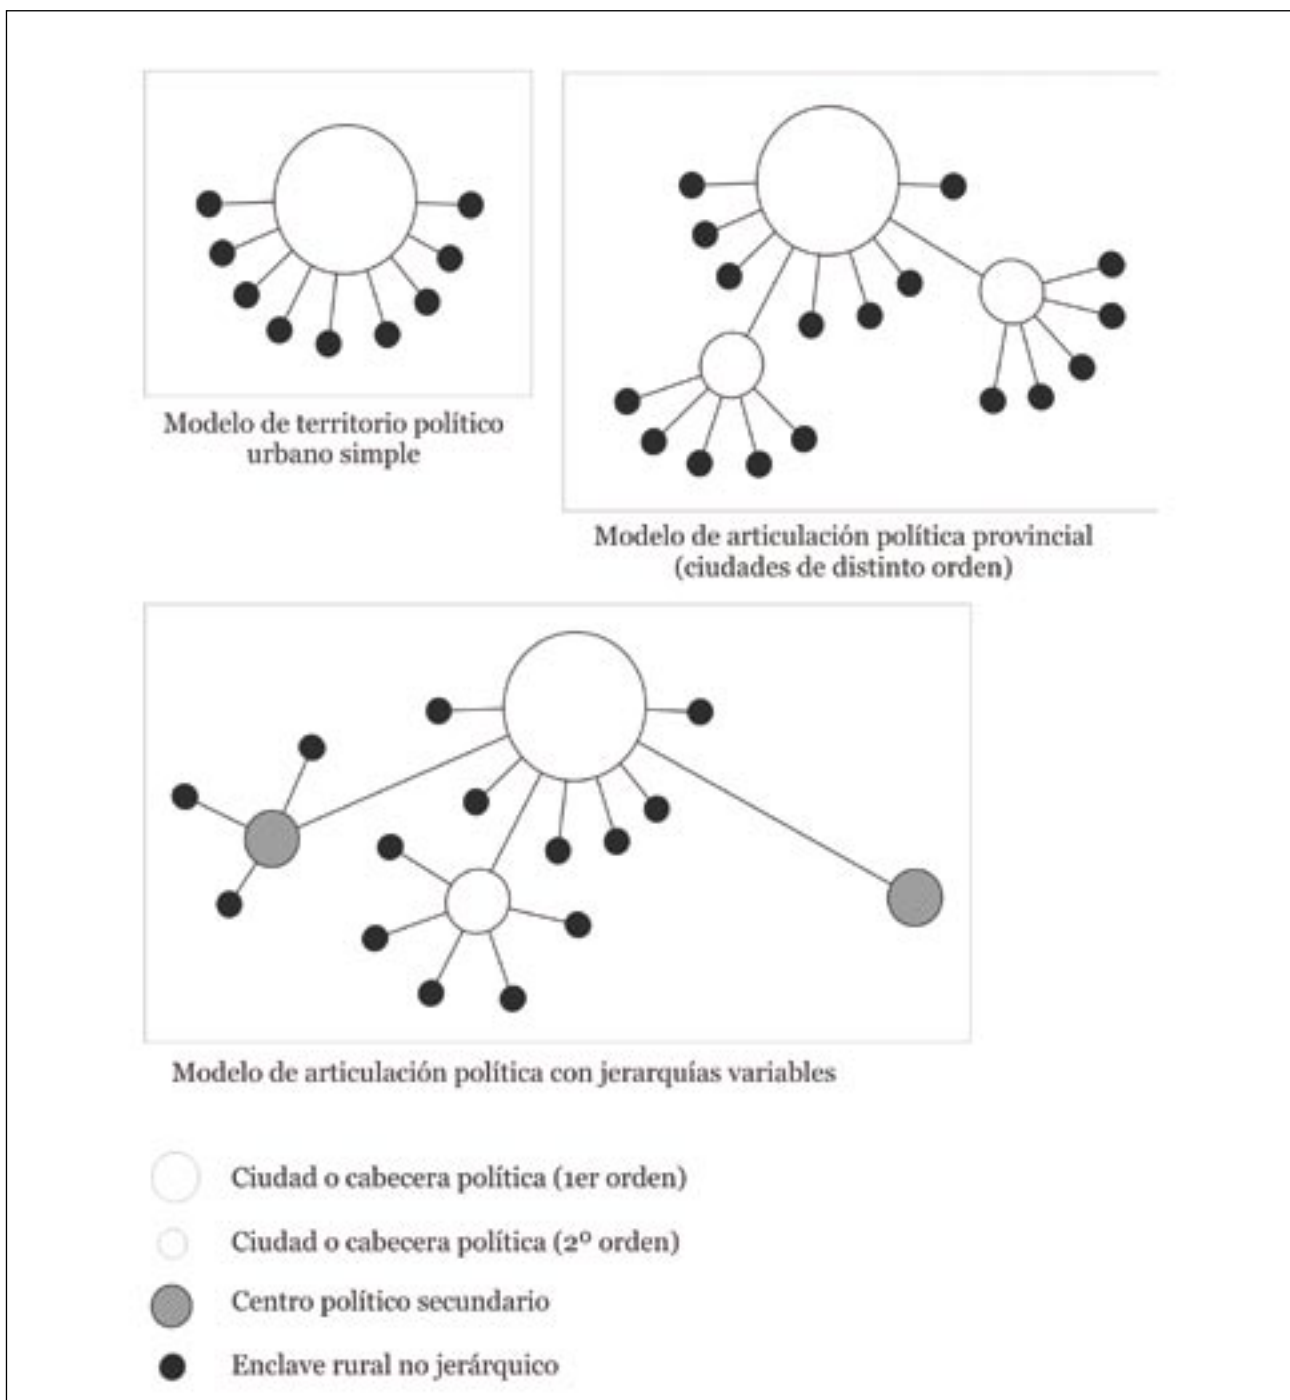 Modelo de territorio político
urbano simple
Modelo de articulación política provincial
(ciudades de distinto orden)
Modelo de articulación política con jerarquías variables
Ciudad o cabecera política (1er orden)
Ciudad o cabecera política (2º orden)
Centro político secundario
Enclave rural no jerárquico